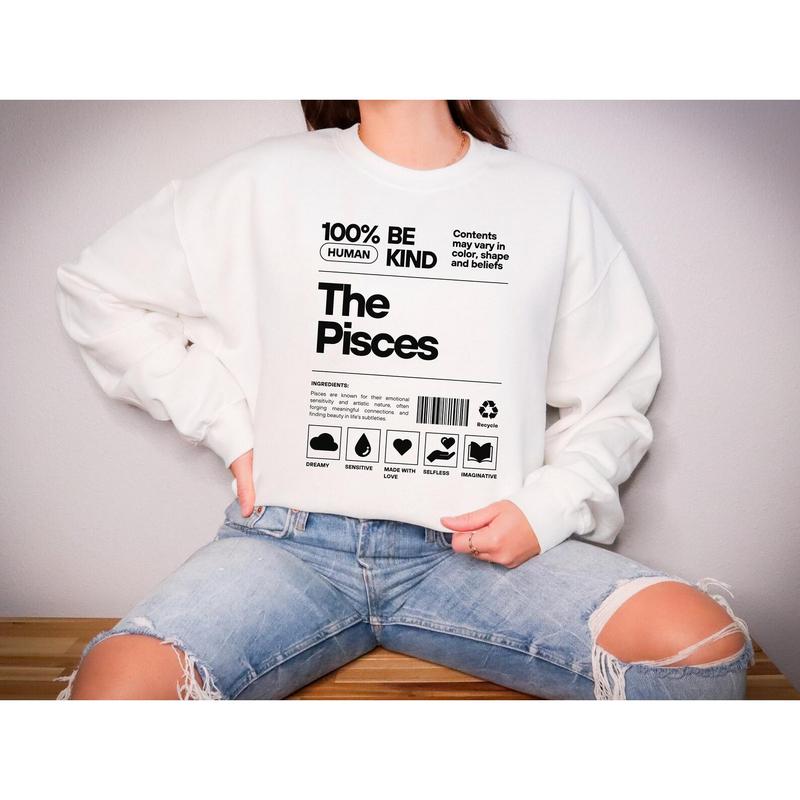 100% BE
HUMAN KIND
Contents
may vary in
color, shape
and beliefs
The
Pisces
INGREDIENTS:
Pisces are known for their emotional
sensitivity and artistic nature, often
forging meaningful connections and
finding beauty in life's subtleties.
Recycle
DREAMY
SENSITIVE
MADE WITH
LOVE
SELFLESS
IMAGINATIVE